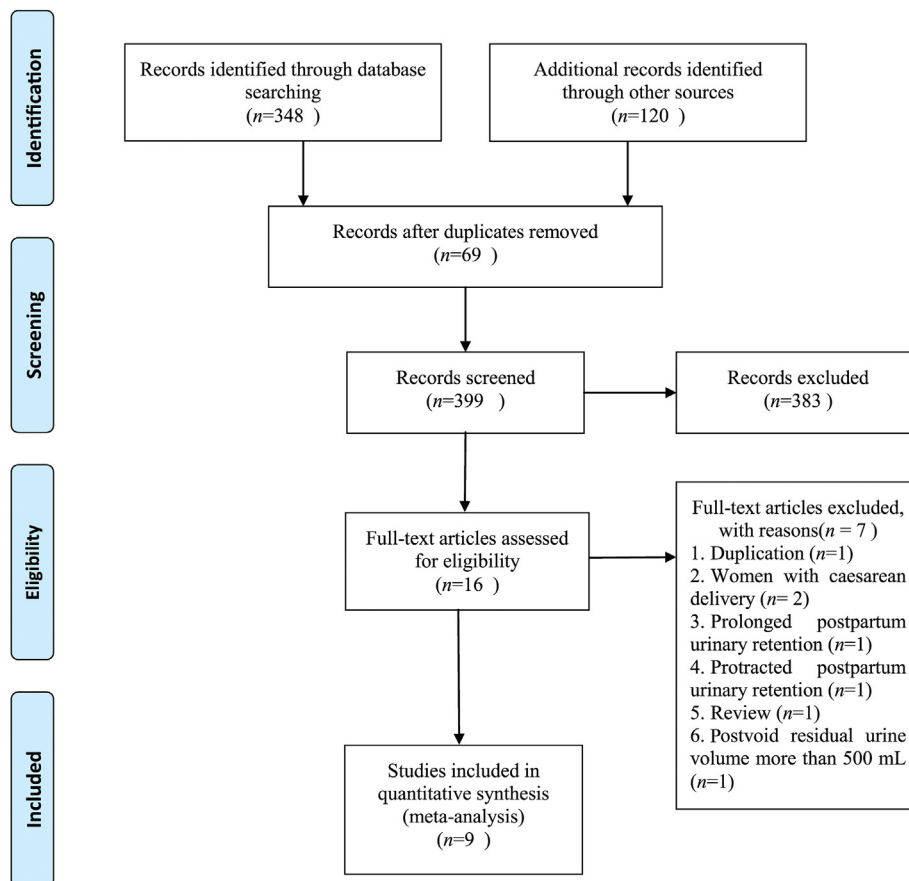 Identification
Records identified through database
searching
(n=348 )
Additional records identified
through other sources
(n=120 )
Records after duplicates removed
(n=69 )
Screening
Records screened
(n=399 )
Records excluded
(n=383 )
Eligibility
Full-text articles assessed
for eligibility
(n=16 )
Full-text articles excluded,
with reasons(n = 7 )
1. Duplication (n=1)
2. Women with caesarean
delivery (n= 2)
3. Prolonged postpartum
urinary retention (n=1)
4. Protracted postpartum
urinary retention (n=1)
5. Review (n=1)
6. Postvoid residual urine
volume more than 500 mL
(n=1)
Included
Studies included in
quantitative synthesis
(meta-analysis)
(n=9 )